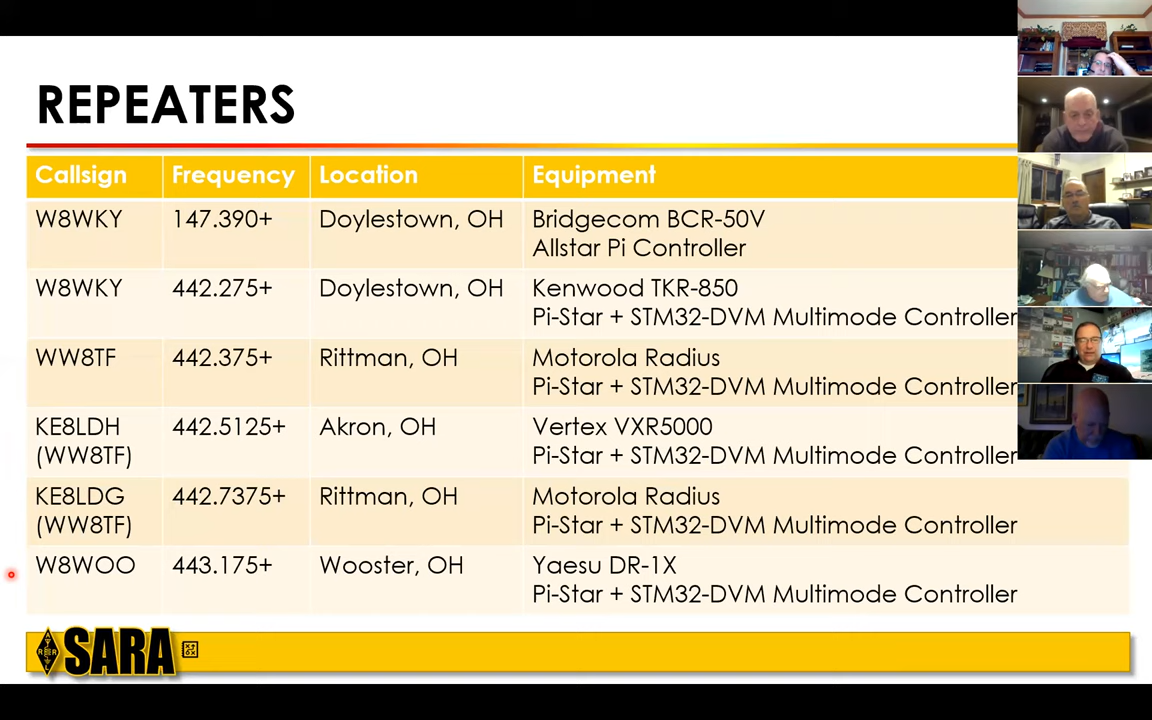 REPEATERS
Callsign Frequency Location Equipment
W8WKY 147.390+ Doylestown, OH Bridgecom BCR-50V
Allstar Pi Controller
W8WKY 442.275+ Doylestown, OH Kenwood TKR-850
Pi-Star + STM32-DVM Multimode Controller
WW8TF 442.375+ Rittman, OH Motorola Radius
Pi-Star + STM32-DVM Multimode Controller
KE8LDH 442.5125+ Akron, OH Vertex VXR5000
(WW8TF) Pi-Star + STM32-DVM Multimode Controller
KE8LDG 442.7375+ Rittman, OH Motorola Radius
(WW8TF) Pi-Star + STM32-DVM Multimode Controller
W8WOO 443.175+ Wooster, OH Yaesu DR-1X
Pi-Star + STM32-DVM Multimode Controller
SARA